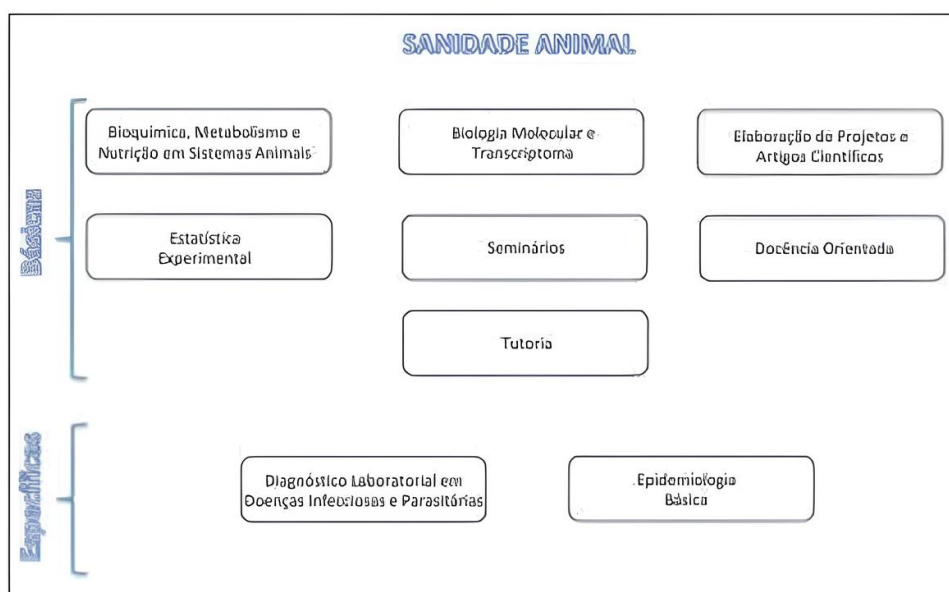 SANIDADE ANIMAL
Básicas
Bioquímica, Metabolismo e
Nutrição em Sistemas Animais
Biologia Molecular e
Transcriptoma
Elaboração de Projetos e
Artigos Científicos
Estatística
Experimental
Seminários
Docência Orientada
Tutoria
Específicas
Diagnóstico Laboratorial em
Doenças Infecciosas e Parasitárias
Epidemiologia
Básica